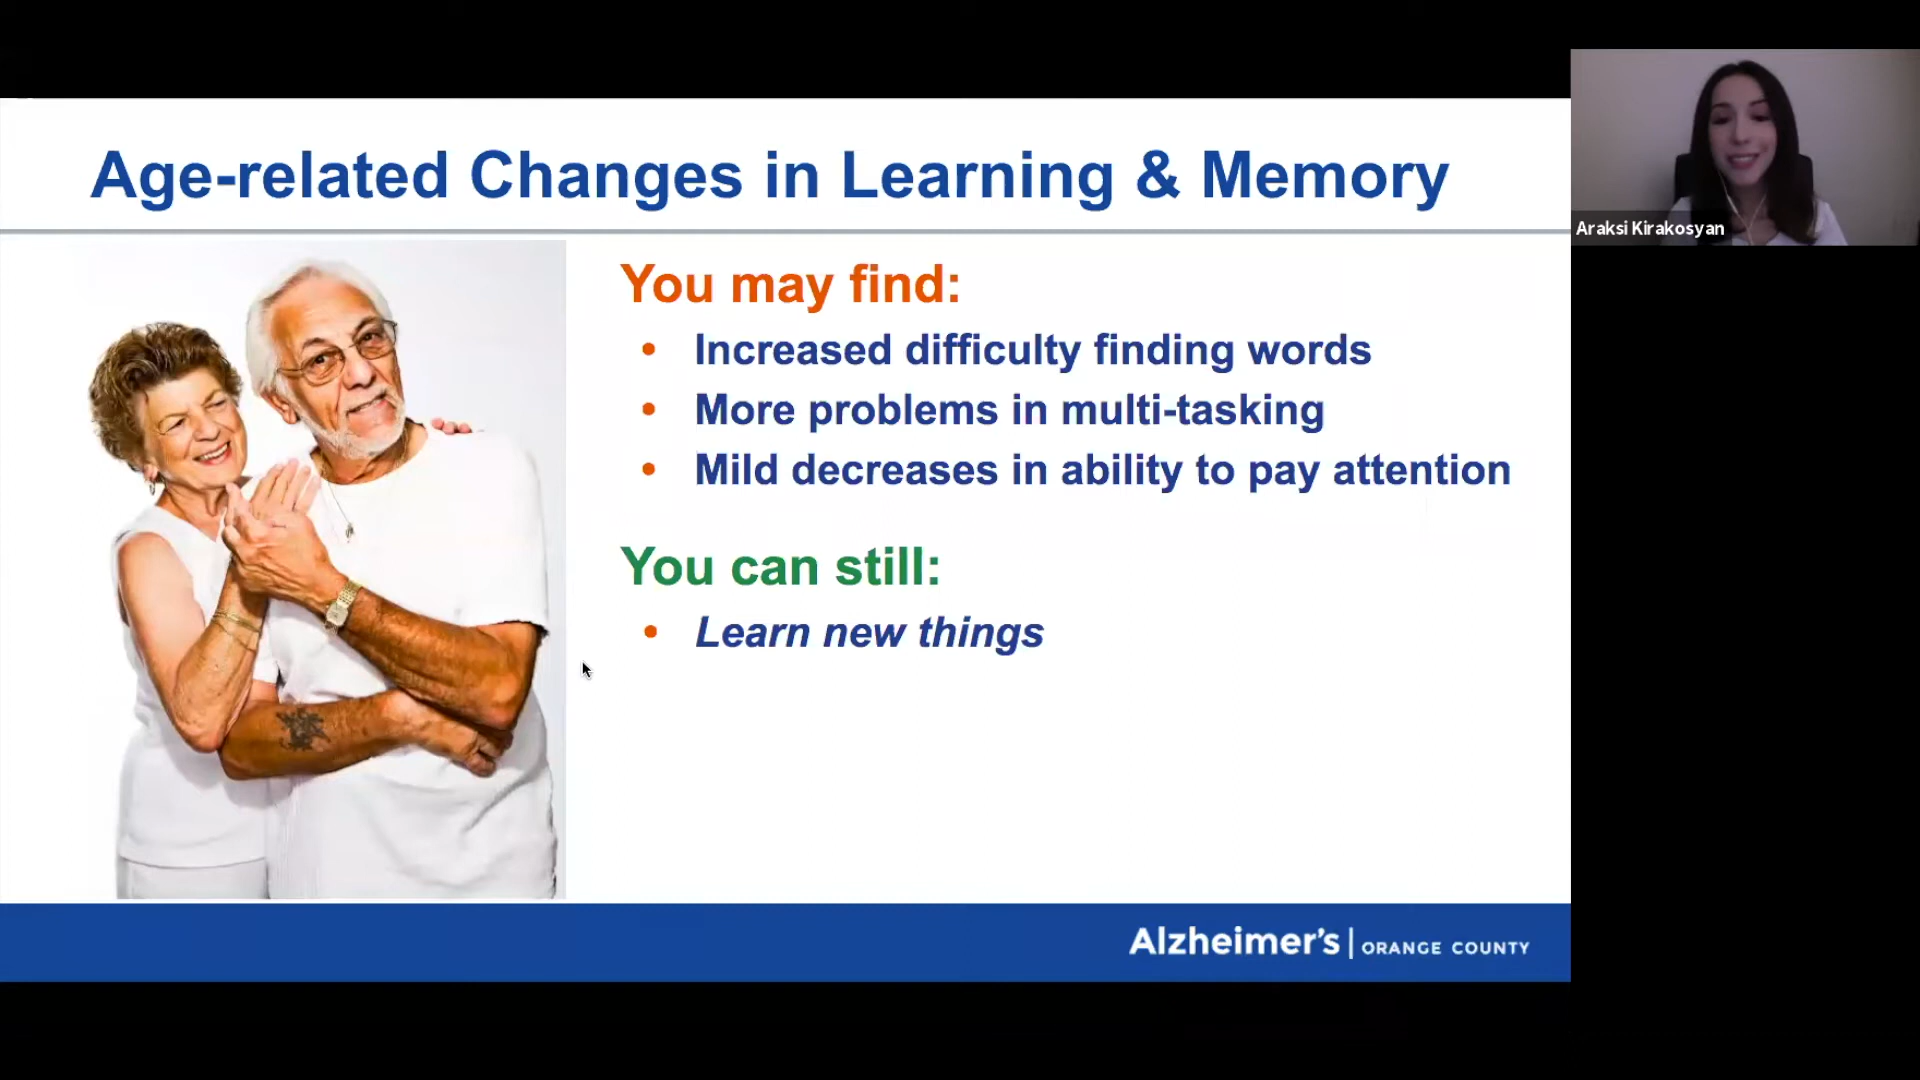 Age-related Changes in Learning & Memory
Araksi Kirakosyan
You may find:
• Increased difficulty finding words
• More problems in multi-tasking
• Mild decreases in ability to pay attention
You can still:
• Learn new things
Alzheimer's | ORANGE COUNTY